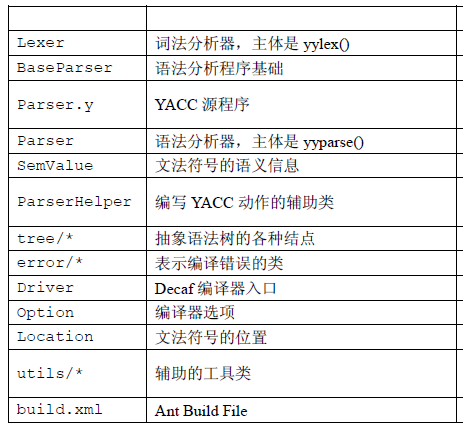 Lexer 词法分析器，主体是 yylex()
BaseParser 语法分析程序基础
Parser.y YACC 源程序
Parser 语法分析器，主体是 yyparse()
SemValue 文法符号的语义信息
ParserHelper 编写 YACC 动作的辅助类
tree/* 抽象语法树的各种结点
error/* 表示编译错误的类
Driver Decaf 编译器入口
Option 编译器选项
Location 文法符号的位置
utils/* 辅助的工具类
build.xml Ant Build File